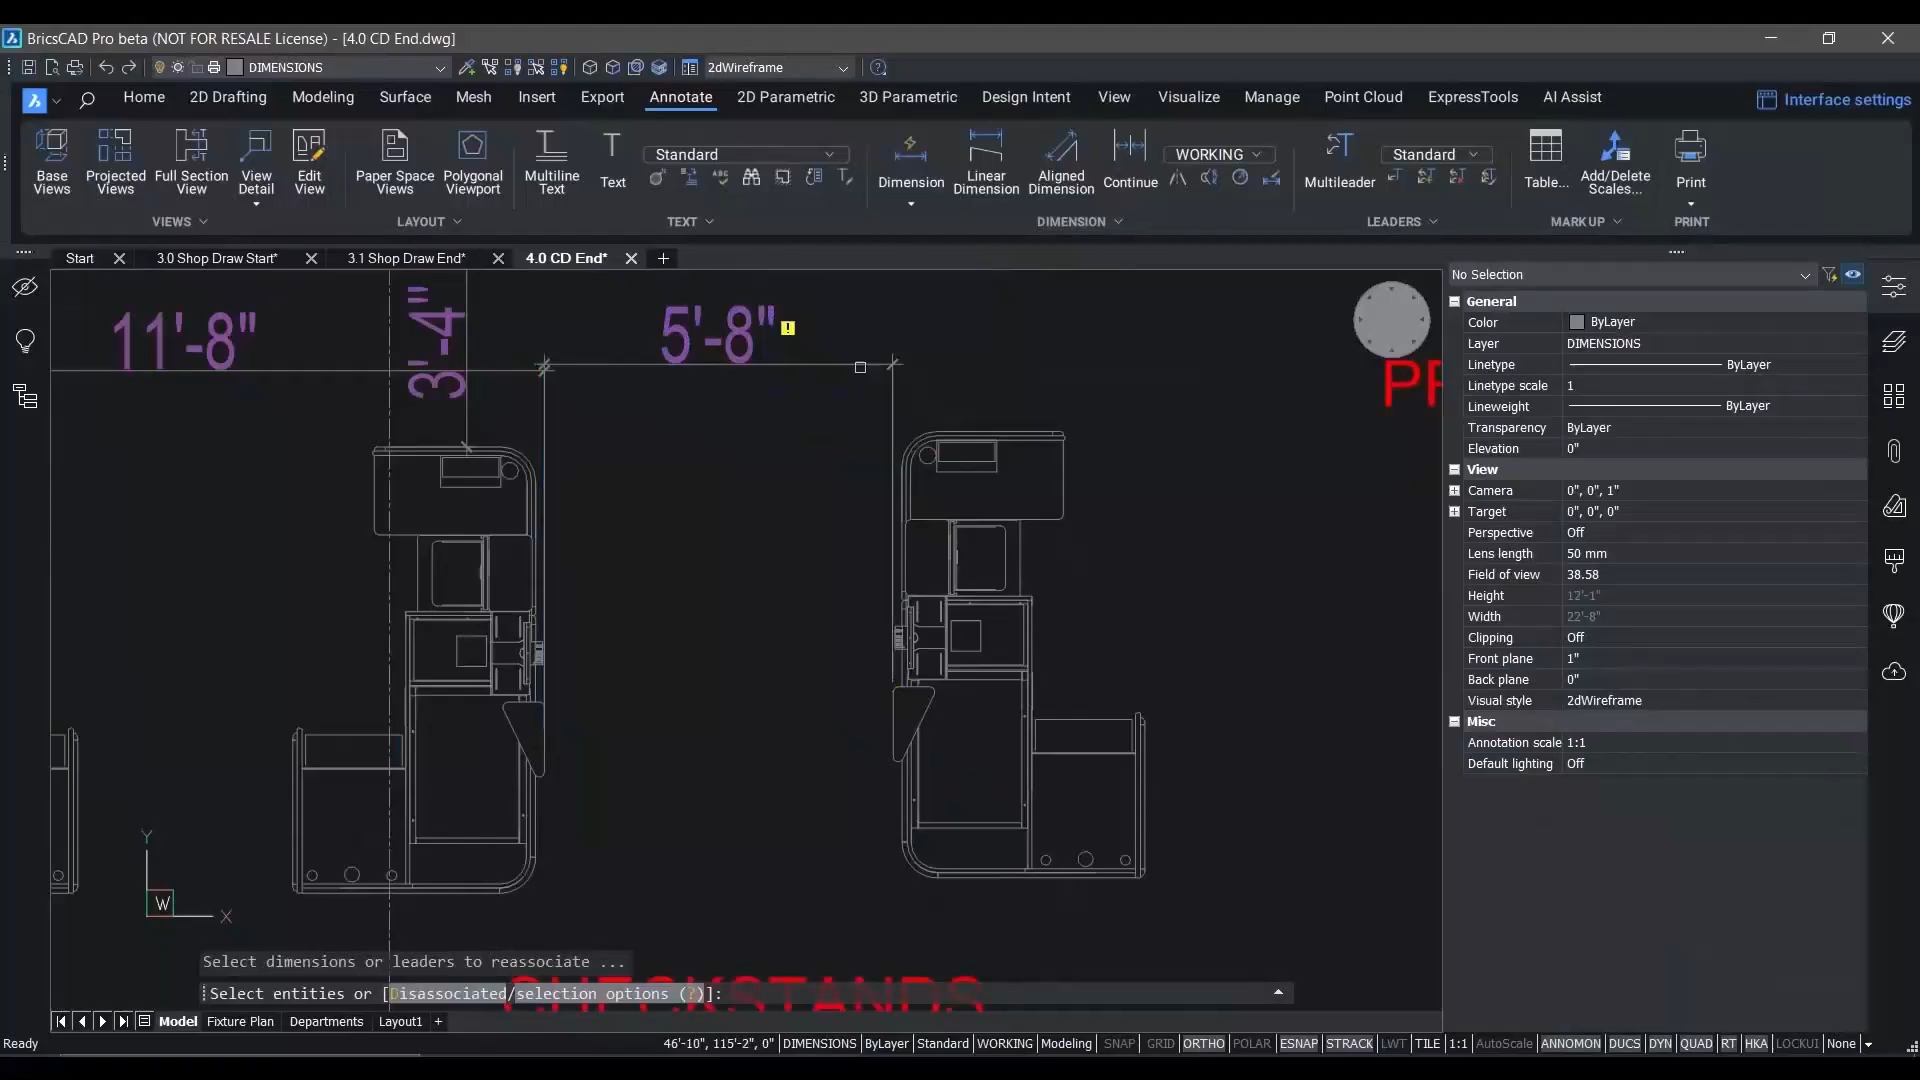 BricsCAD Pro beta (NOT FOR RESALE License) - [4.0 CD End.dwg]
DIMENSIONS
2dWireframe
Home
2D Drafting
Modeling
Surface
Mesh
Insert
Export
Annotate
2D Parametric
3D Parametric
Design Intent
View
Visualize
Manage
Point Cloud
ExpressTools
AI Assist
Interface settings
Base Views
Projected Views
Full Section View
View Detail
Edit View
Paper Space Views
Polygonal Viewport
Multiline Text
Text
Standard
Dimension
Linear Dimension
Aligned Dimension
Continue
WORKING
Multileader
Standard
Table...
Add/Delete Scales...
Print
VIEWS
LAYOUT
TEXT
DIMENSION
LEADERS
MARKUP
PRINT
Start
3.0 Shop Draw Start*
3.1 Shop Draw End*
4.0 CD End*
11'-8"
3'-4"
5'-8"
!
PR
No Selection
General
Color ByLayer
Layer DIMENSIONS
Linetype ByLayer
Linetype scale 1
Lineweight ByLayer
Transparency ByLayer
Elevation 0"
View
Camera 0", 0", 1"
Target 0", 0", 0"
Perspective Off
Lens length 50 mm
Field of view 38.58
Height 12'-1"
Width 22'-8"
Clipping Off
Front plane 1"
Back plane 0"
Visual style 2dWireframe
Misc
Annotation scale 1:1
Default lighting Off
Y
W
X
Select dimensions or leaders to reassociate ...
CHECKSTANDS
Select entities or [Disassociated/selection options (?)]:
Model
Fixture Plan
Departments
Layout1
Ready
46'-10", 115'-2", 0"
DIMENSIONS
ByLayer
Standard
WORKING
Modeling
SNAP
GRID
ORTHO
POLAR
ESNAP
STRACK
LWT
TILE
1:1
AutoScale
ANNOMON
DUCS
DYN
QUAD
RT
HKA
LOCKUI
None